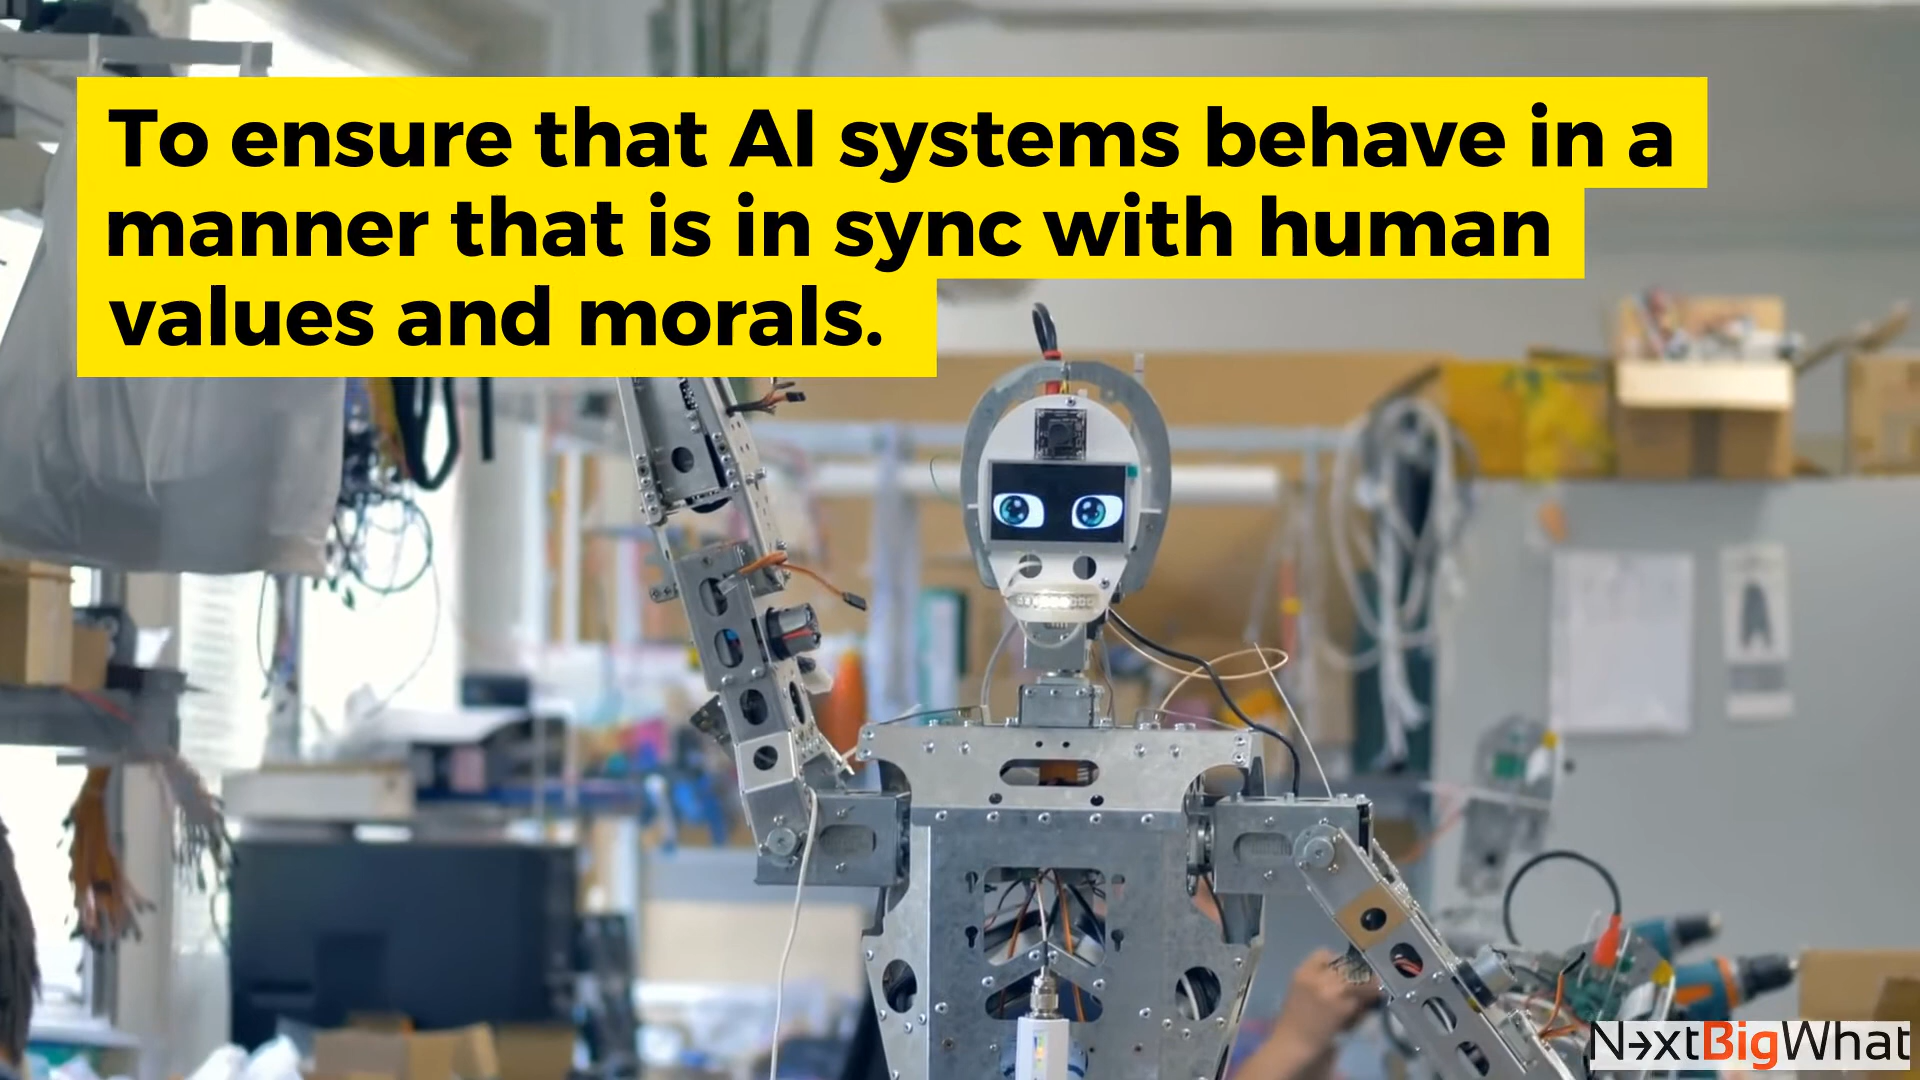 To ensure that AI systems behave in a
manner that is in sync with human
values and morals.
NextBigWhat